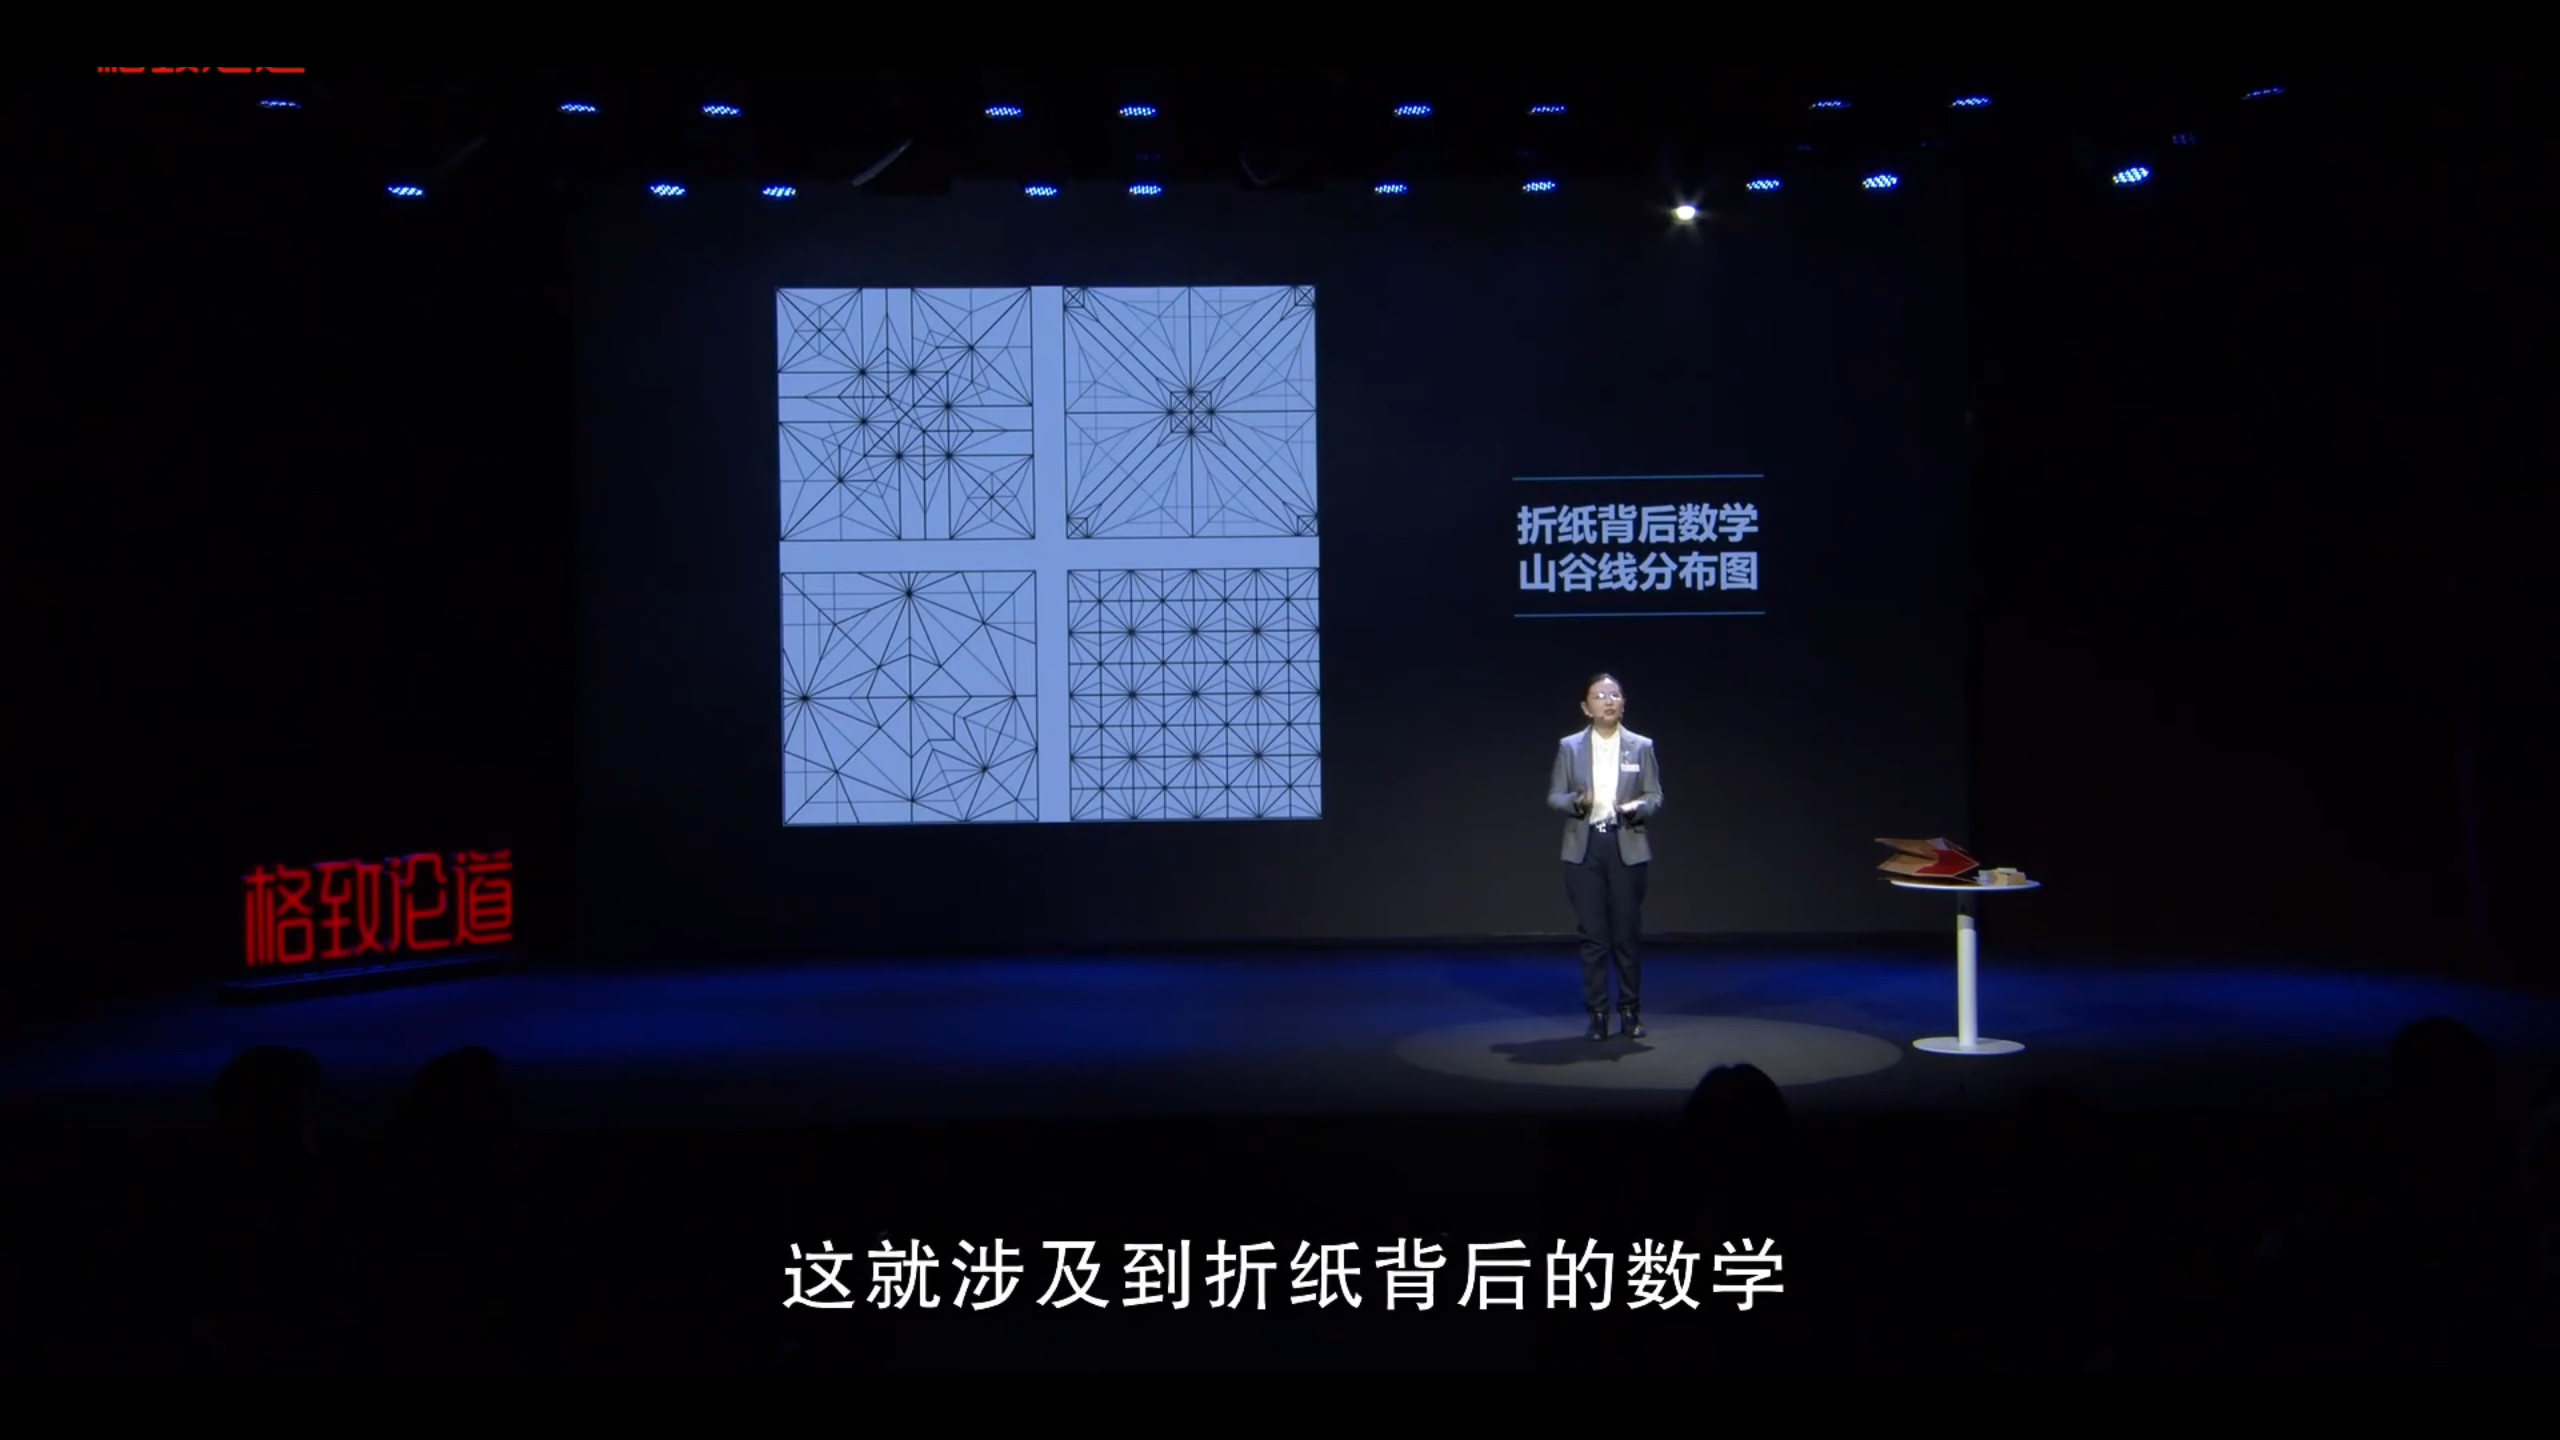 折纸背后数学
山谷线分布图
格致论道
这就涉及到折纸背后的数学